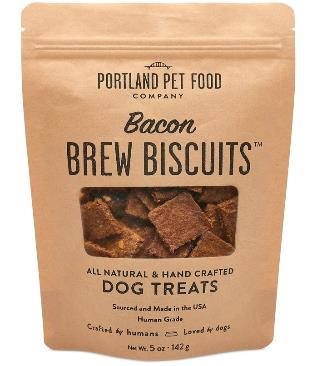 PORTLAND PET FOOD
COMPANY
Bacon
BREW BISCUITS™
ALL NATURAL & HAND CRAFTED
DOG TREATS
Sourced and Made in the USA
Human Grade
Crafted by humans Loved by dogs
Net Wt. 5 oz - 142 g